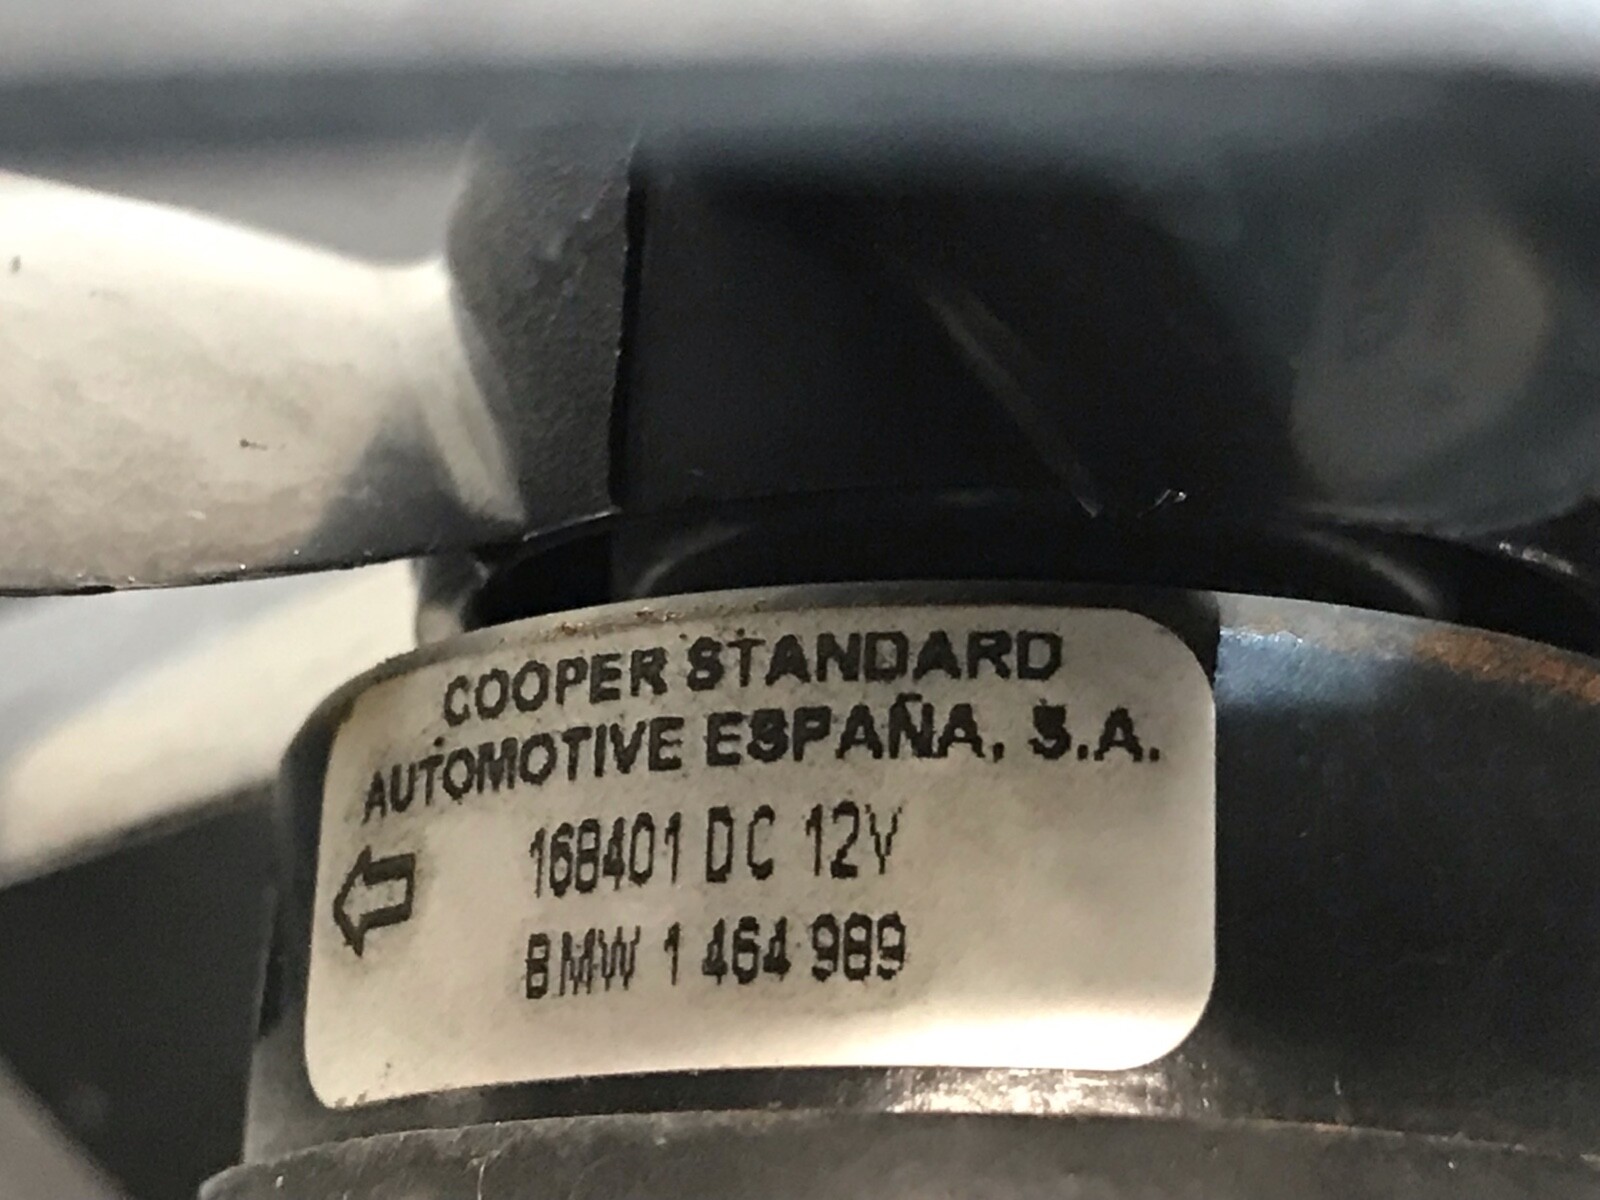 COOPER STANDARD
AUTOMOTIVE ESPAÑA, S.A.
168401 DC 12V
BMW 1 464 989